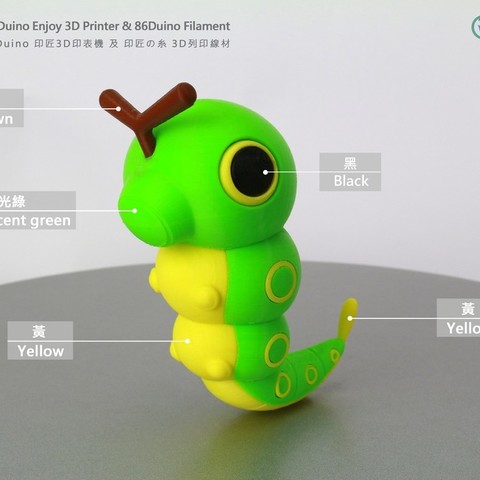 Duino Enjoy 3D Printer & 86Duino Filament
Duino 印匠3D印表機 及 印匠の糸 3D列印線材
黑
Black
光綠
cent green
黃
Yellow
黃
Yello